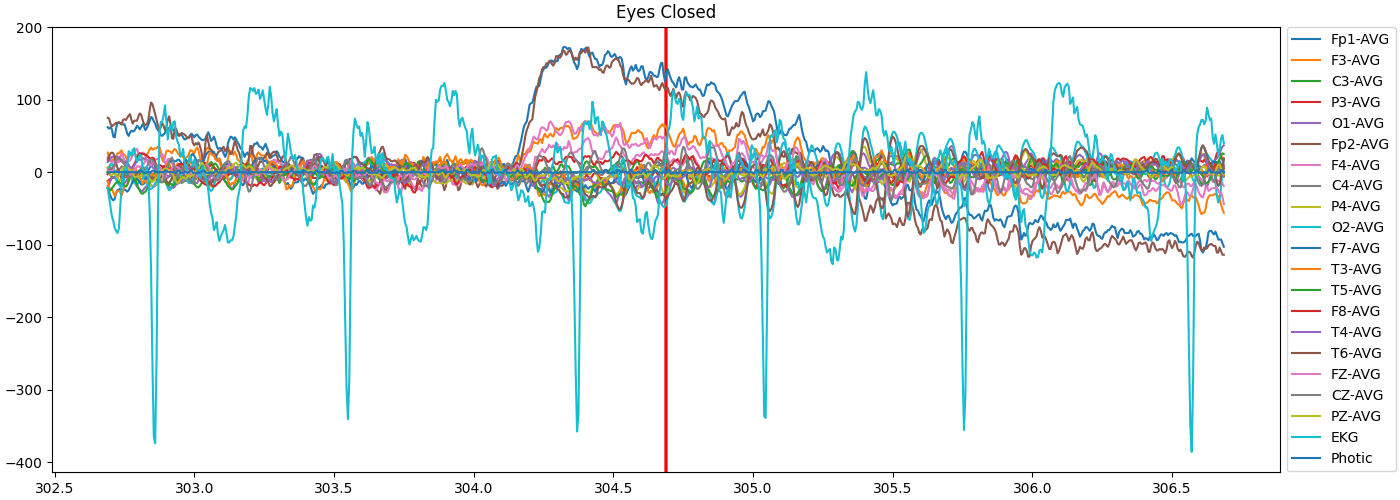 Eyes Closed
200
100
0
−100
−200
−300
−400
302.5 303.0 303.5 304.0 304.5 305.0 305.5 306.0 306.5
Fp1-AVG
F3-AVG
C3-AVG
P3-AVG
O1-AVG
Fp2-AVG
F4-AVG
C4-AVG
P4-AVG
O2-AVG
F7-AVG
T3-AVG
T5-AVG
F8-AVG
T4-AVG
T6-AVG
FZ-AVG
CZ-AVG
PZ-AVG
EKG
Photic